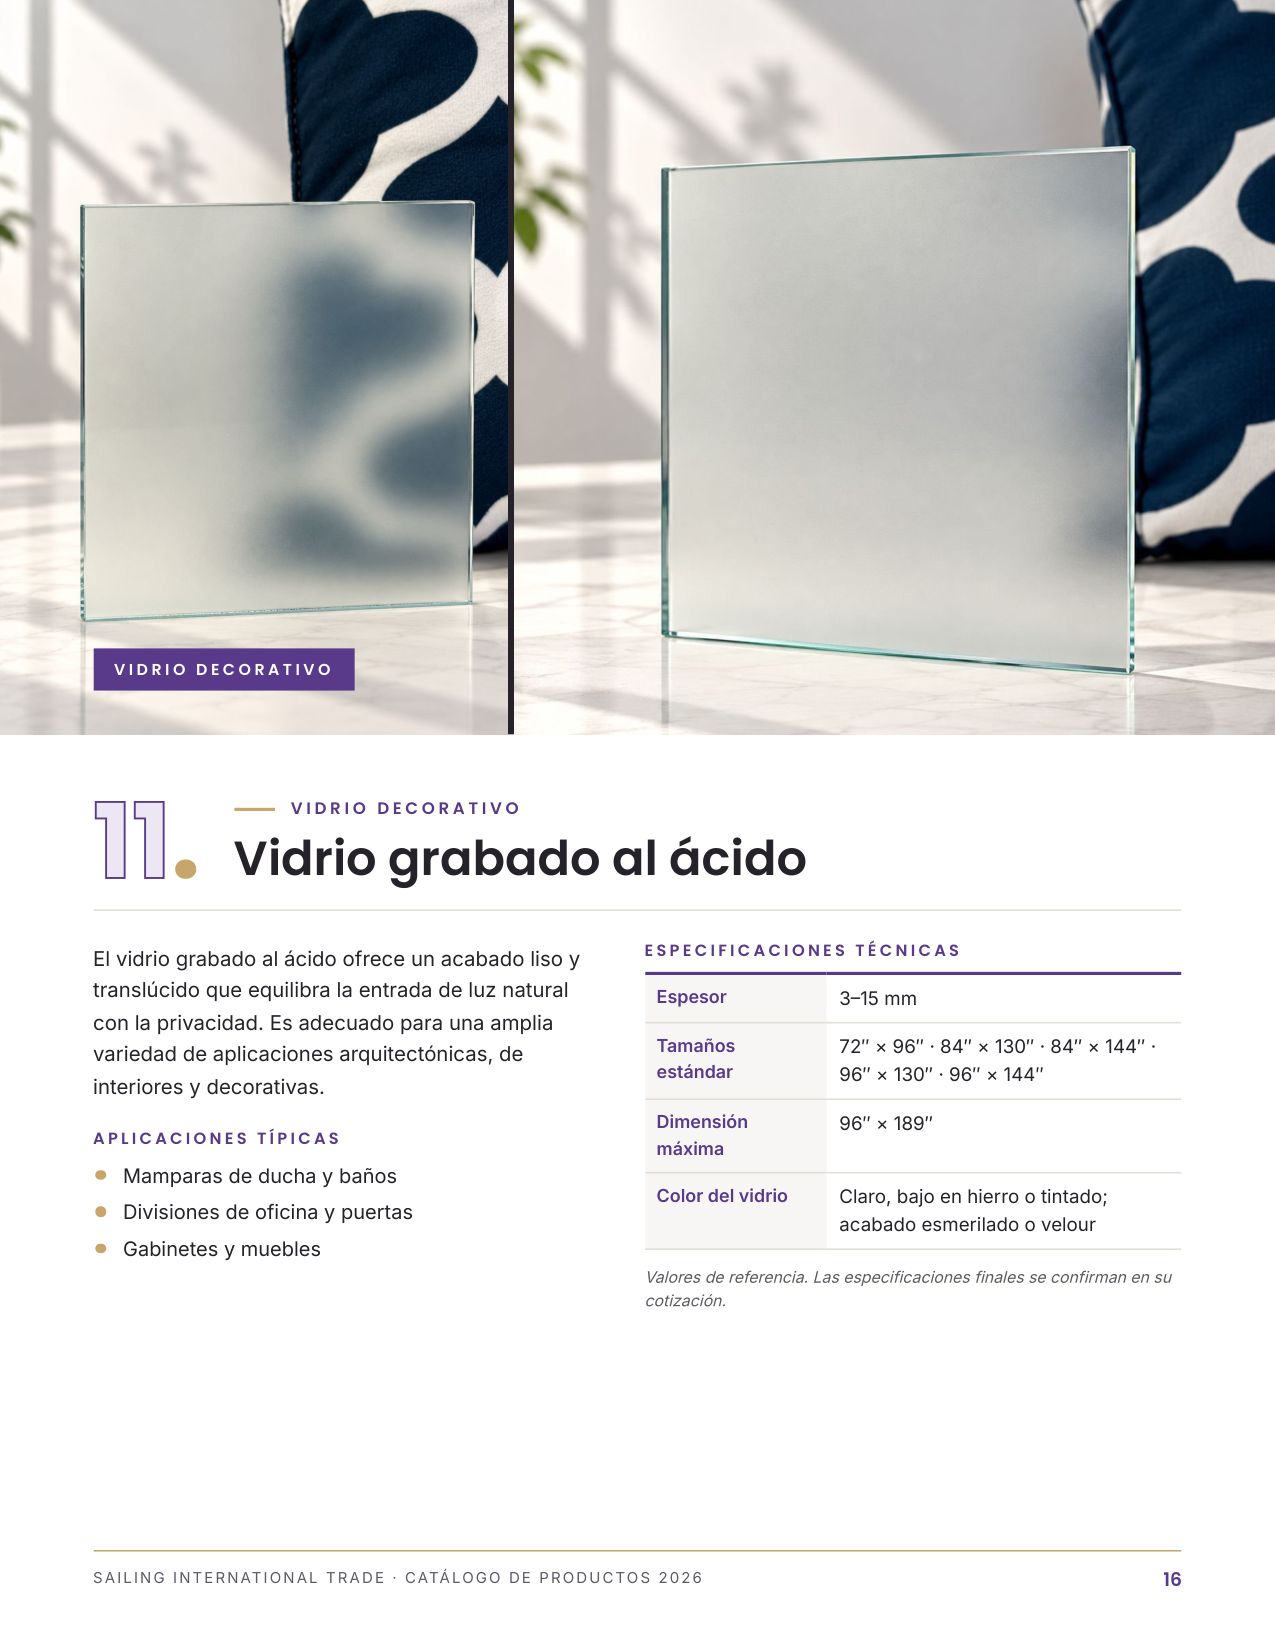 VIDRIO DECORATIVO
11.
VIDRIO DECORATIVO
Vidrio grabado al ácido
El vidrio grabado al ácido ofrece un acabado liso y
translúcido que equilibra la entrada de luz natural
con la privacidad. Es adecuado para una amplia
variedad de aplicaciones arquitectónicas, de
interiores y decorativas.
APLICACIONES TÍPICAS
Mamparas de ducha y baños
Divisiones de oficina y puertas
Gabinetes y muebles
ESPECIFICACIONES TÉCNICAS
Espesor 3–15 mm
Tamaños estándar 72″ × 96″ · 84″ × 130″ · 84″ × 144″ ·
96″ × 130″ · 96″ × 144″
Dimensión máxima 96″ × 189″
Color del vidrio Claro, bajo en hierro o tintado;
acabado esmerilado o velour
Valores de referencia. Las especificaciones finales se confirman en su
cotización.
SAILING INTERNATIONAL TRADE · CATÁLOGO DE PRODUCTOS 2026
16